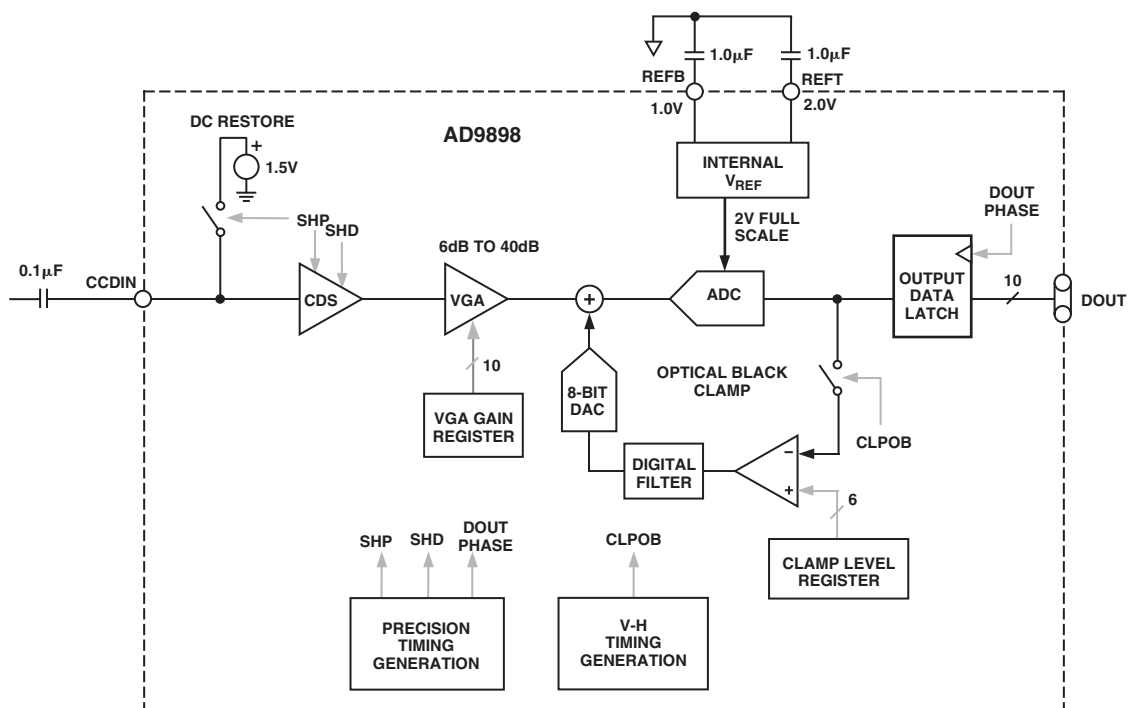 1.0μF
1.0μF
REFB
REFT
1.0V
2.0V
DC RESTORE
AD9898
+
1.5V
INTERNAL
VREF
DOUT
PHASE
SHP
SHD
2V FULL
SCALE
6dB TO 40dB
0.1μF
CCDIN
CDS
VGA
+
ADC
OUTPUT
DATA
LATCH
10
DOUT
10
OPTICAL BLACK
CLAMP
8-BIT
DAC
VGA GAIN
REGISTER
CLPOB
–
DIGITAL
FILTER
+
6
SHP
SHD
DOUT
PHASE
CLPOB
CLAMP LEVEL
REGISTER
PRECISION
TIMING
GENERATION
V-H
TIMING
GENERATION